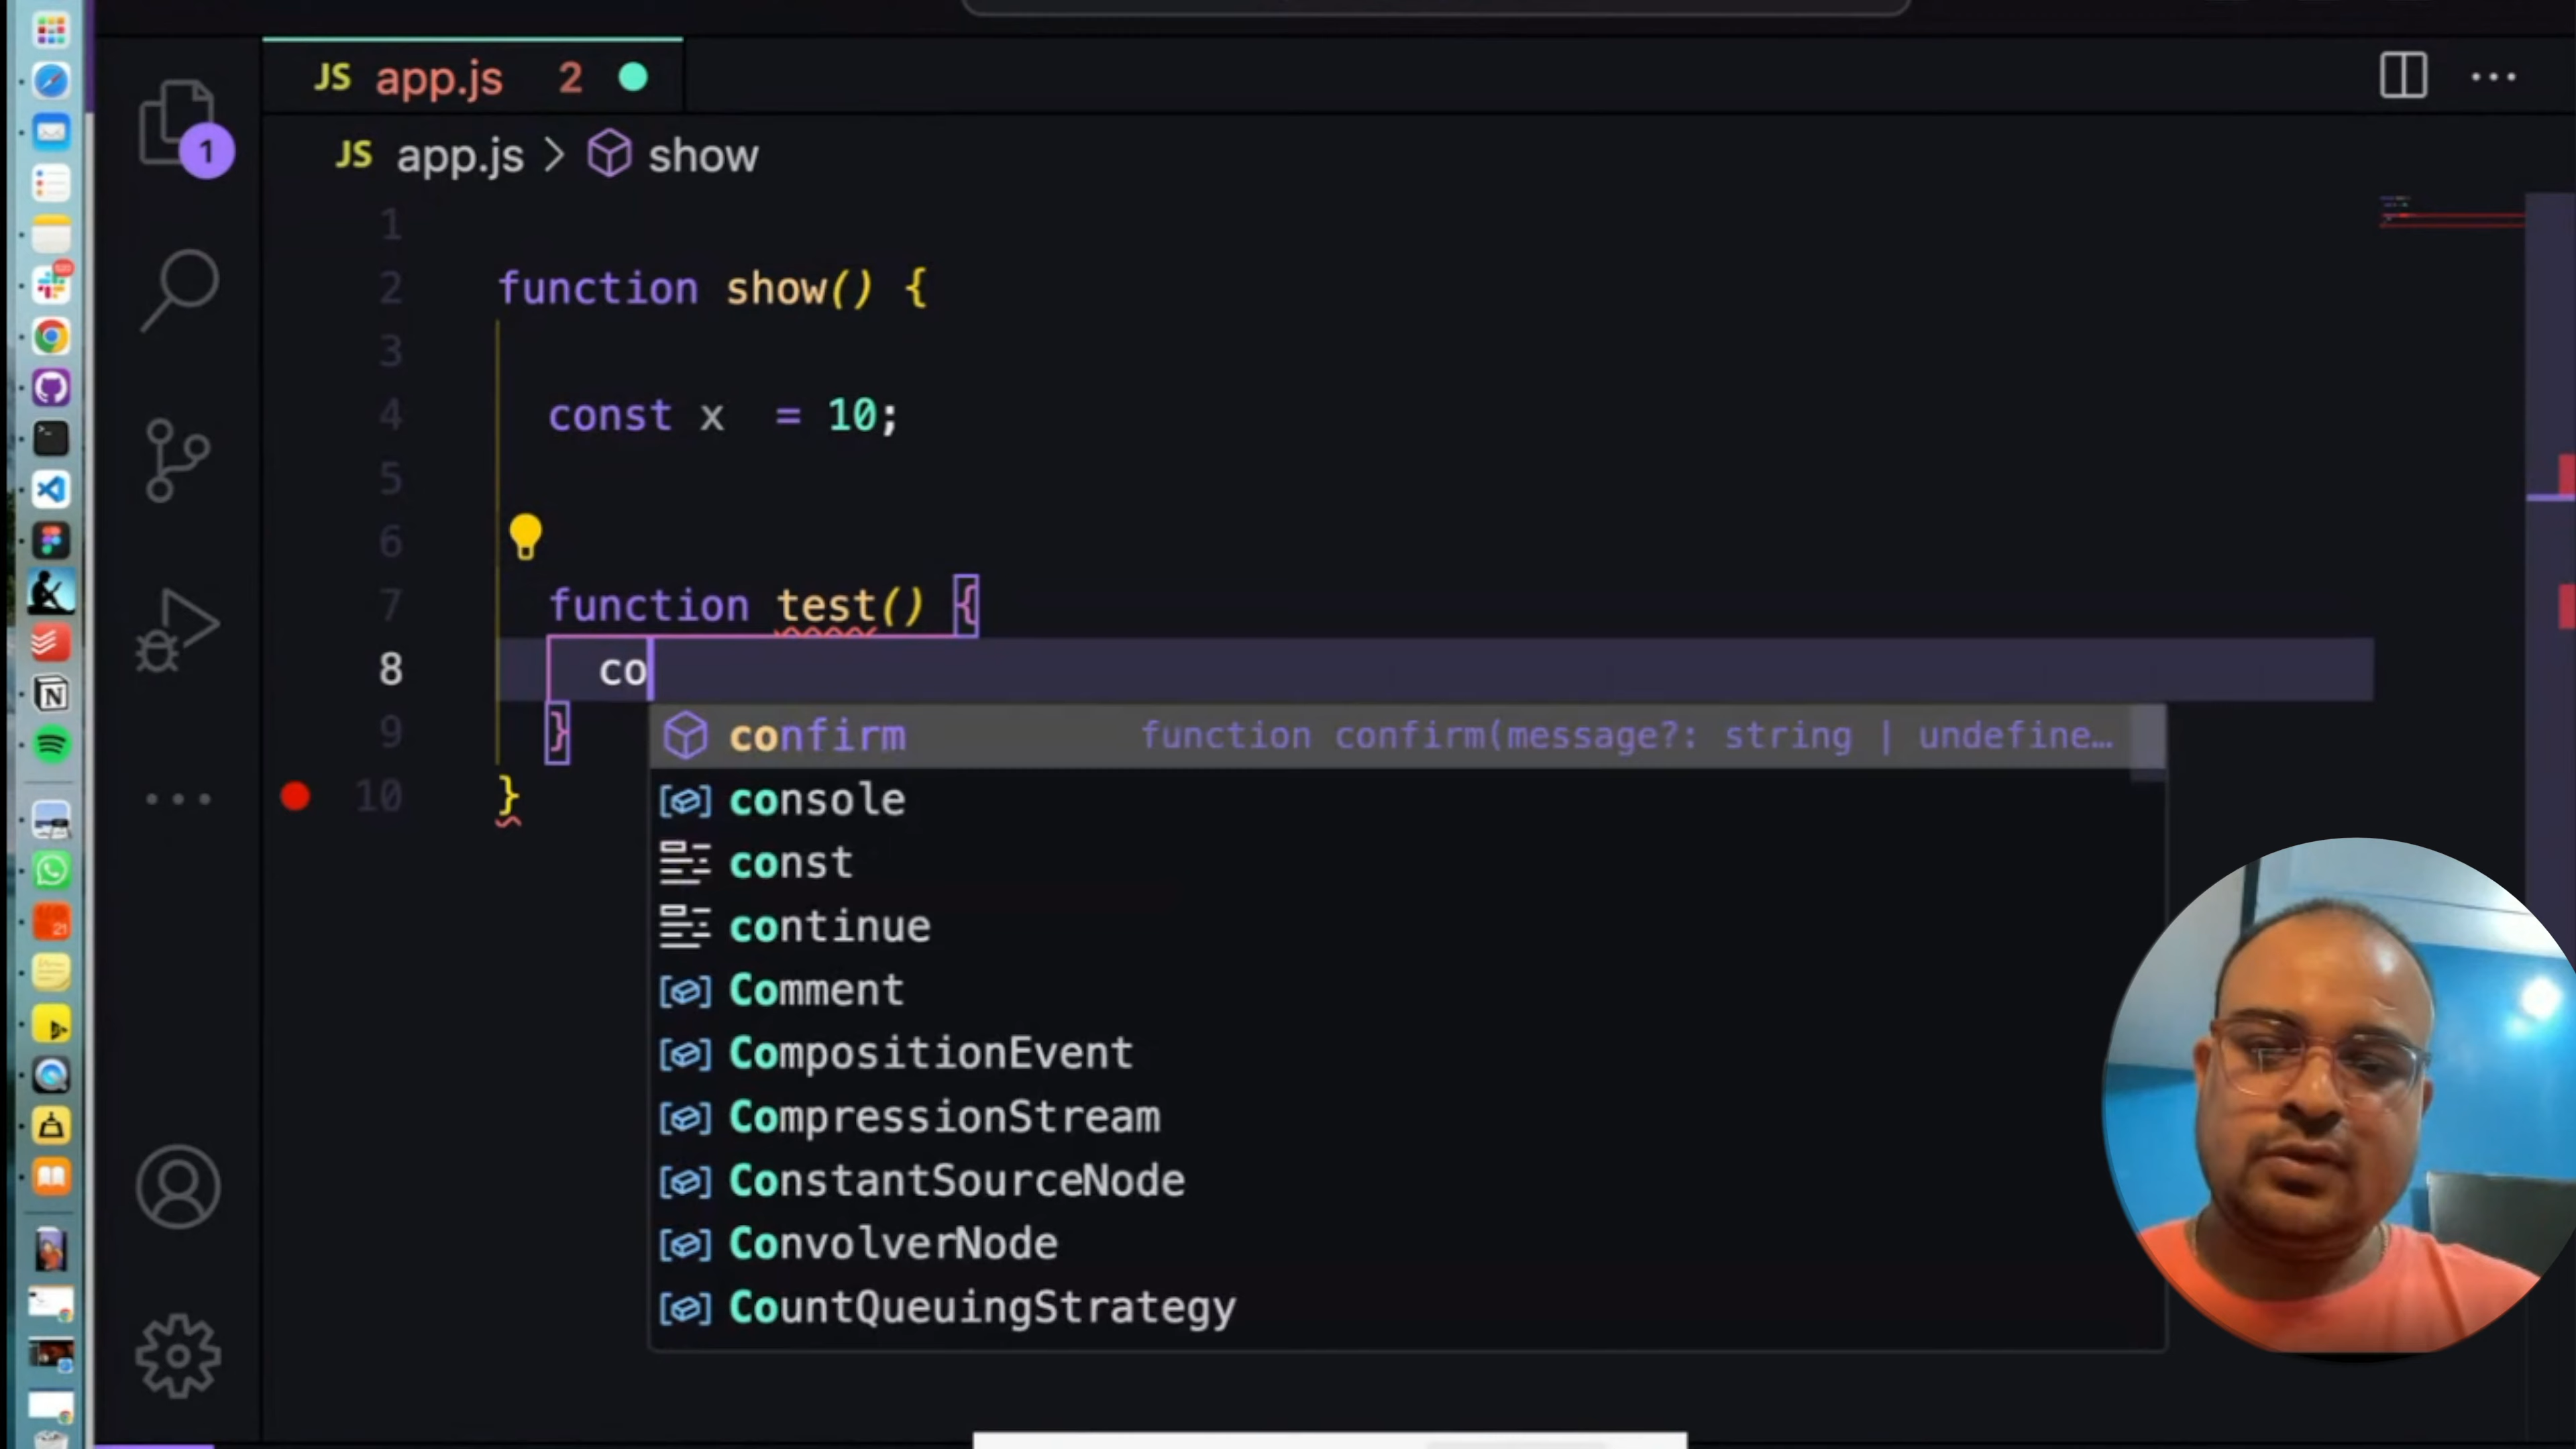 JS app.js 2
JS app.js > show
1
1
2 function show() {
3
4 const x  = 10;
5
6
7 function test() {
8 co
9 }
10 }
confirm function confirm(message?: string | undefine…
console
const
continue
Comment
CompositionEvent
CompressionStream
ConstantSourceNode
ConvolverNode
CountQueuingStrategy
21